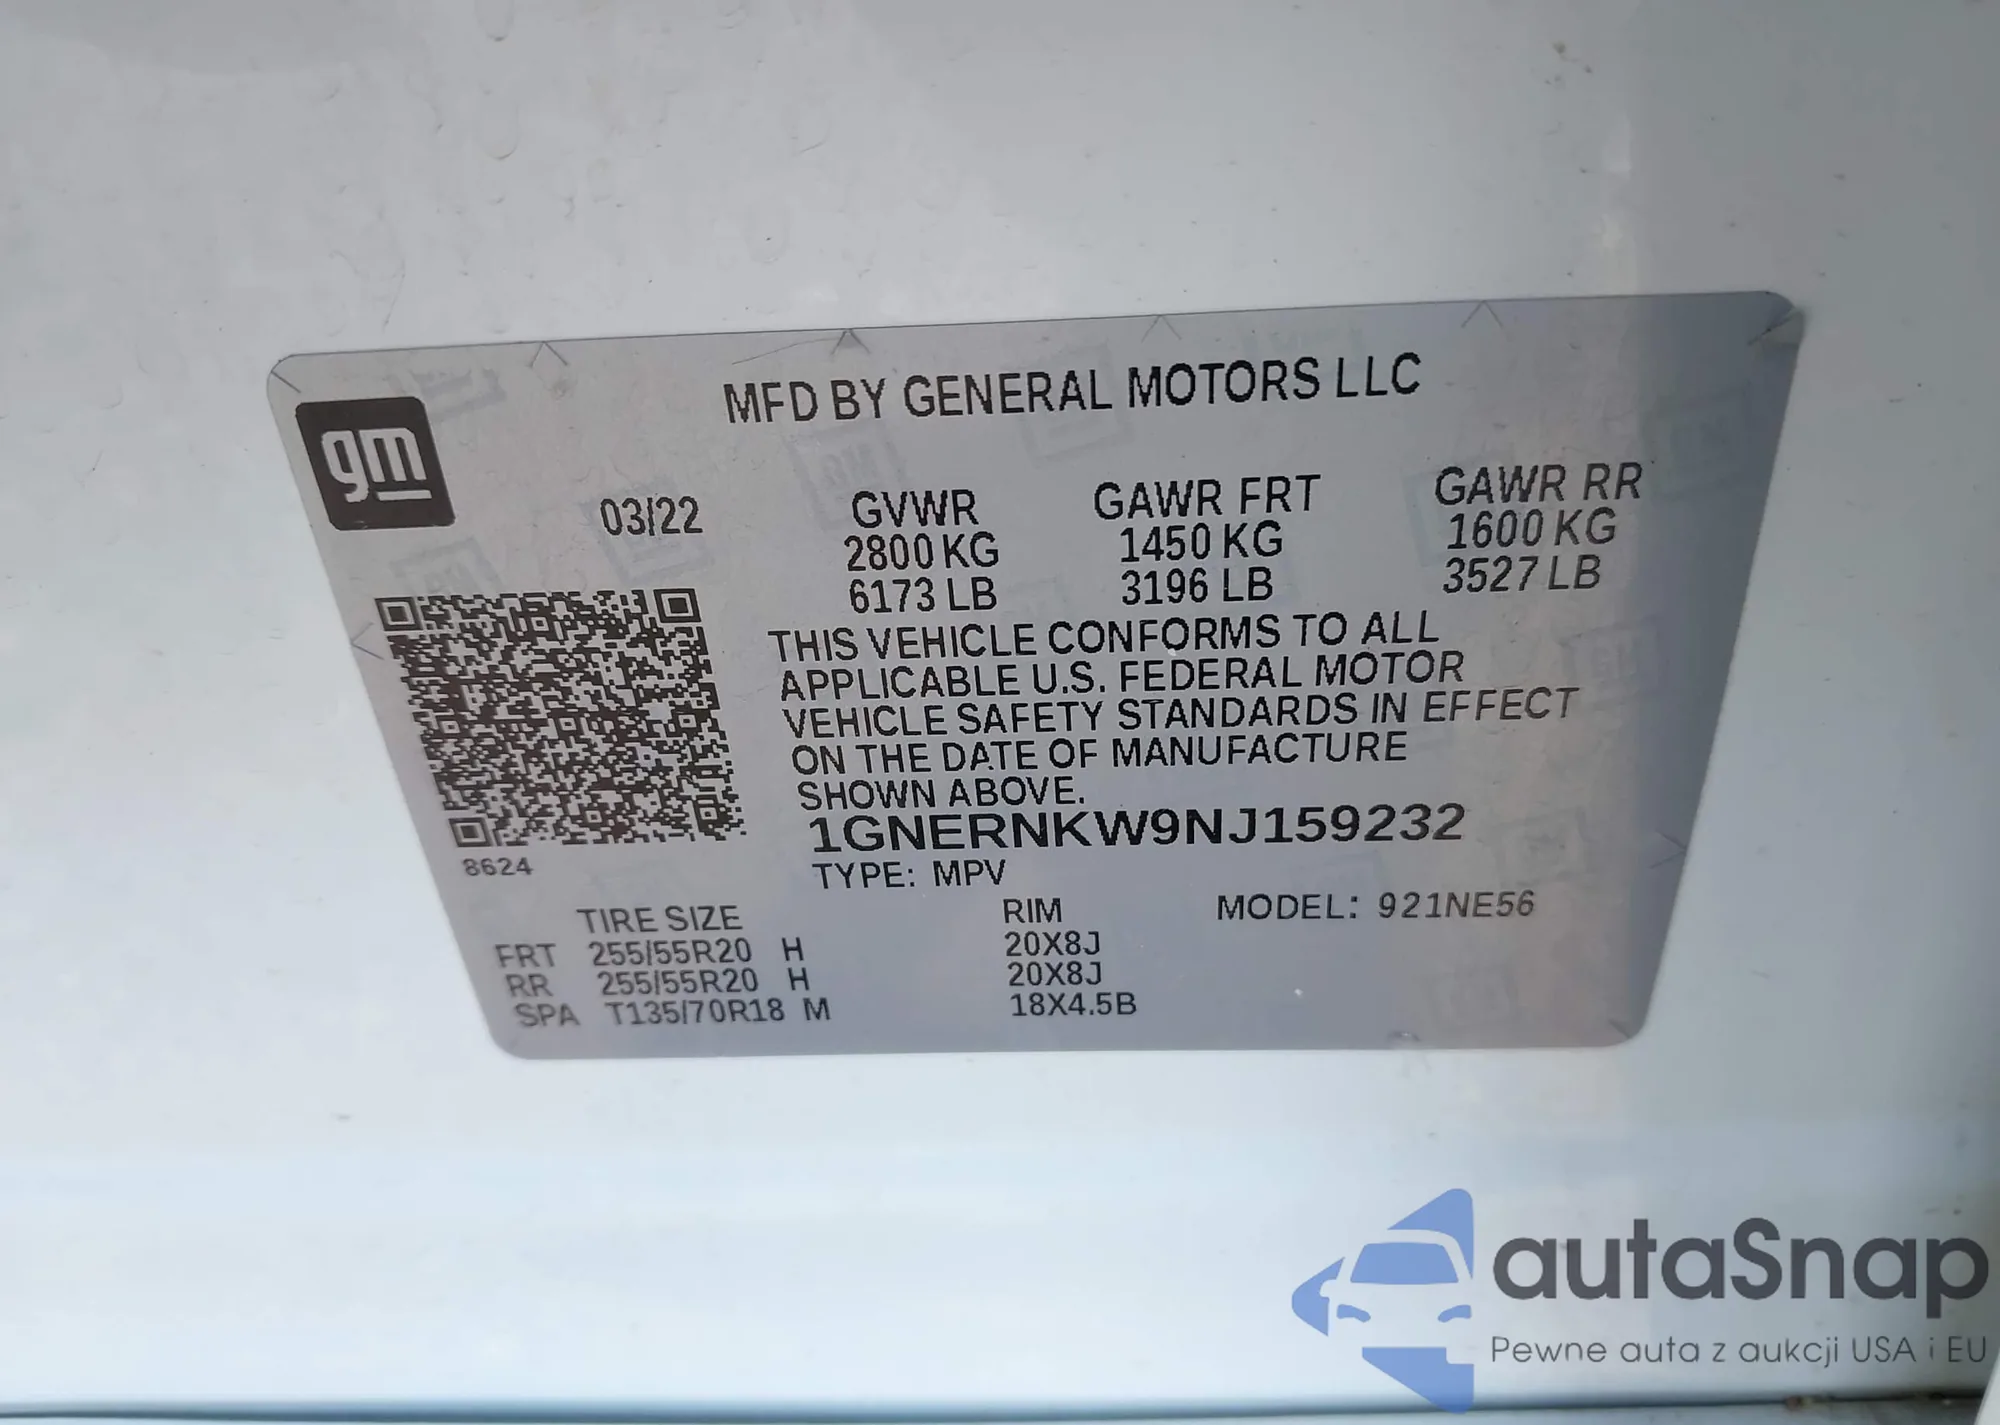 gm
MFD BY GENERAL MOTORS LLC
03/22
GVWR GAWR FRT GAWR RR
2800 KG 1450 KG 1600 KG
6173 LB 3196 LB 3527 LB
THIS VEHICLE CONFORMS TO ALL
APPLICABLE U.S. FEDERAL MOTOR
VEHICLE SAFETY STANDARDS IN EFFECT
ON THE DATE OF MANUFACTURE
SHOWN ABOVE.
1GNERNKW9NJ159232
8624
TYPE: MPV
TIRE SIZE RIM MODEL: 921NE56
FRT 255/55R20 H 20X8J
RR 255/55R20 H 20X8J
SPA T135/70R18 M 18X4.5B
autaSnap
Pewne auta z aukcji USA i EU